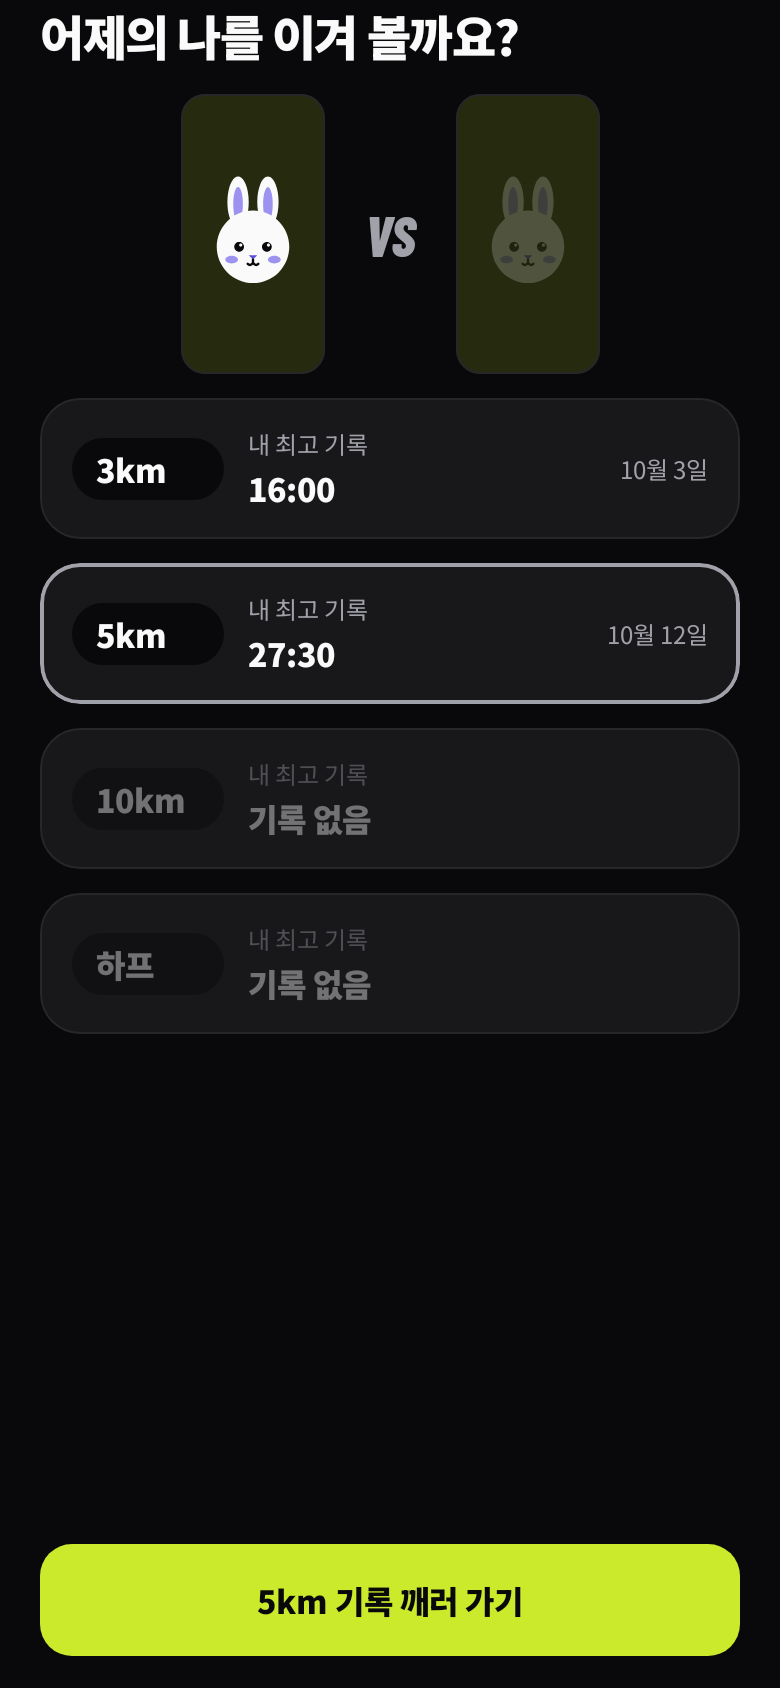 어제의 나를 이겨 볼까요?
VS
3km
내 최고 기록
16:00
10월 3일
5km
내 최고 기록
27:30
10월 12일
10km
내 최고 기록
기록 없음
하프
내 최고 기록
기록 없음
5km 기록 깨러 가기